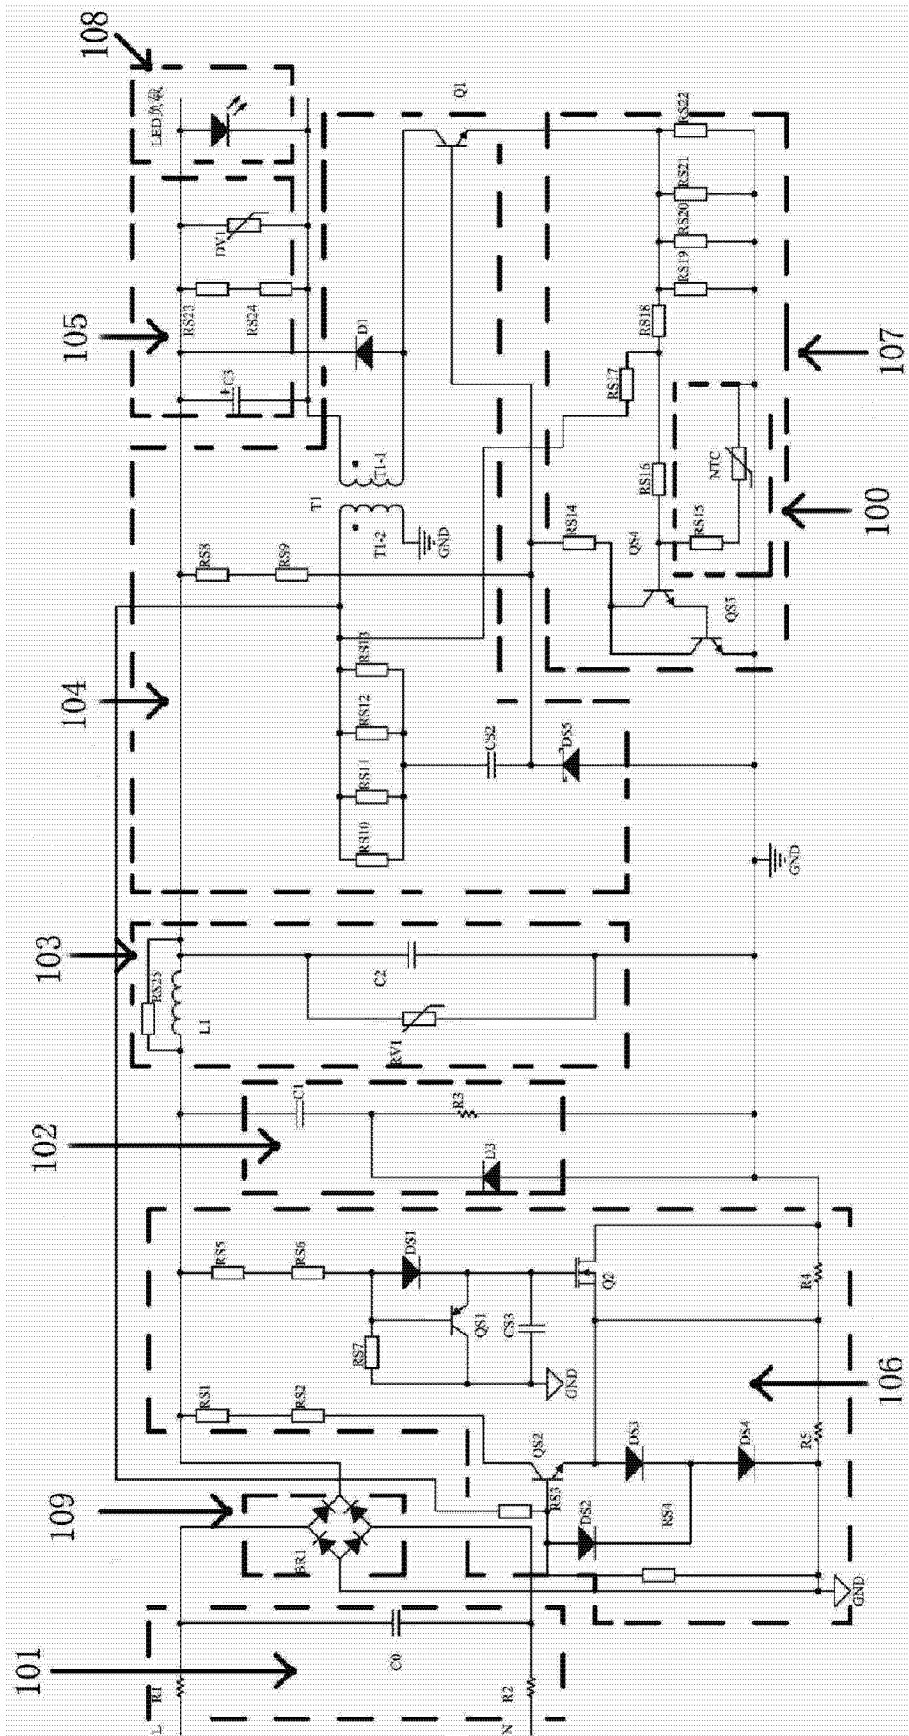 108
LED负载
Q1
RS22
RS21
RS20
RS19
DV1
RS23
RS24
105
D1
RS18
107
C3
RS17
T1-1
T1
RS16
NTC
T1-2
GND
RS14
RS15
100
RS8
RS9
QS4
QS5
RS13
104
RS12
CS2
DS5
RS11
RS10
GND
103
RS25
C2
L1
RV1
C1
R3
102
D3
RS5
RS6
DS1
Q2
R4
QS1
CS3
RS7
GND
106
RS1
RS2
QS2
DS3
DS4
R5
RS3
109
DS2
RS4
BR1
GND
101
C0
R1
R2
L
N